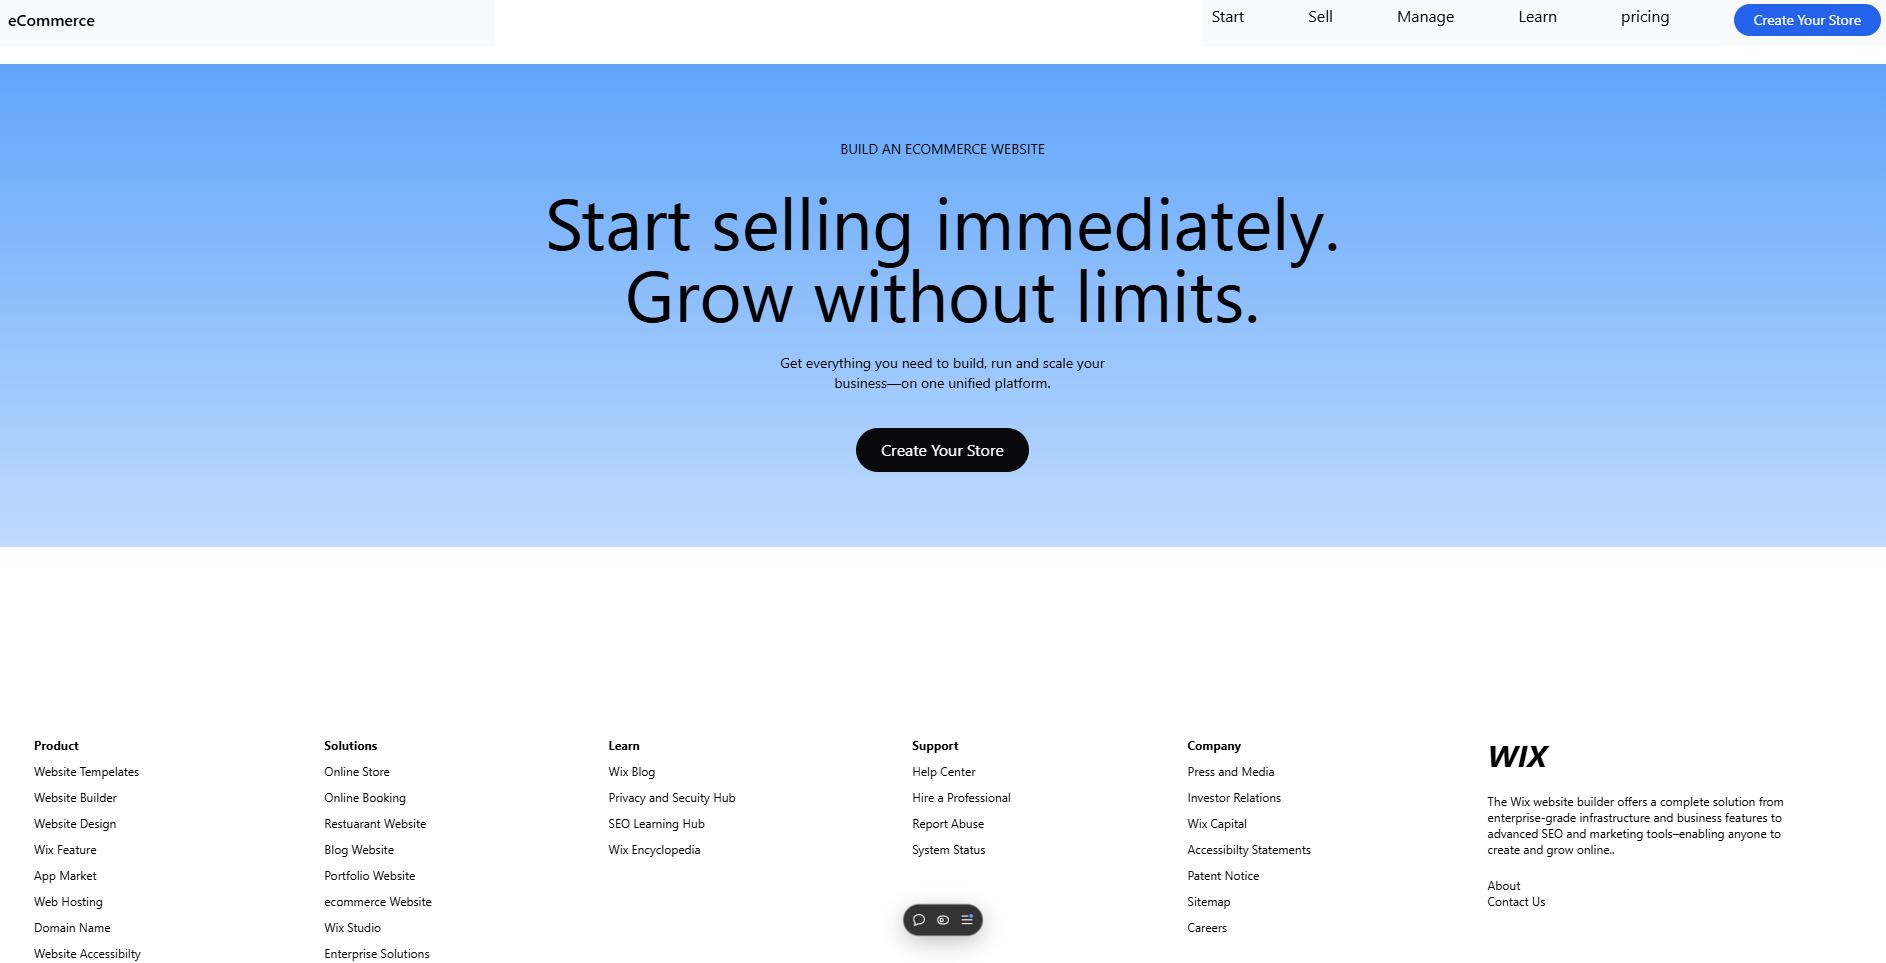 eCommerce
Start
Sell
Manage
Learn
pricing
Create Your Store
BUILD AN ECOMMERCE WEBSITE
Start selling immediately.
Grow without limits.
Get everything you need to build, run and scale your
business—on one unified platform.
Create Your Store
Product
Website Tempelates
Website Builder
Website Design
Wix Feature
App Market
Web Hosting
Domain Name
Website Accessibilty
Solutions
Online Store
Online Booking
Restuarant Website
Blog Website
Portfolio Website
ecommerce Website
Wix Studio
Enterprise Solutions
Learn
Wix Blog
Privacy and Secuity Hub
SEO Learning Hub
Wix Encyclopedia
Support
Help Center
Hire a Professional
Report Abuse
System Status
Company
Press and Media
Investor Relations
Wix Capital
Accessibilty Statements
Patent Notice
Sitemap
Careers
WIX
The Wix website builder offers a complete solution from
enterprise-grade infrastructure and business features to
advanced SEO and marketing tools–enabling anyone to
create and grow online..
About
Contact Us